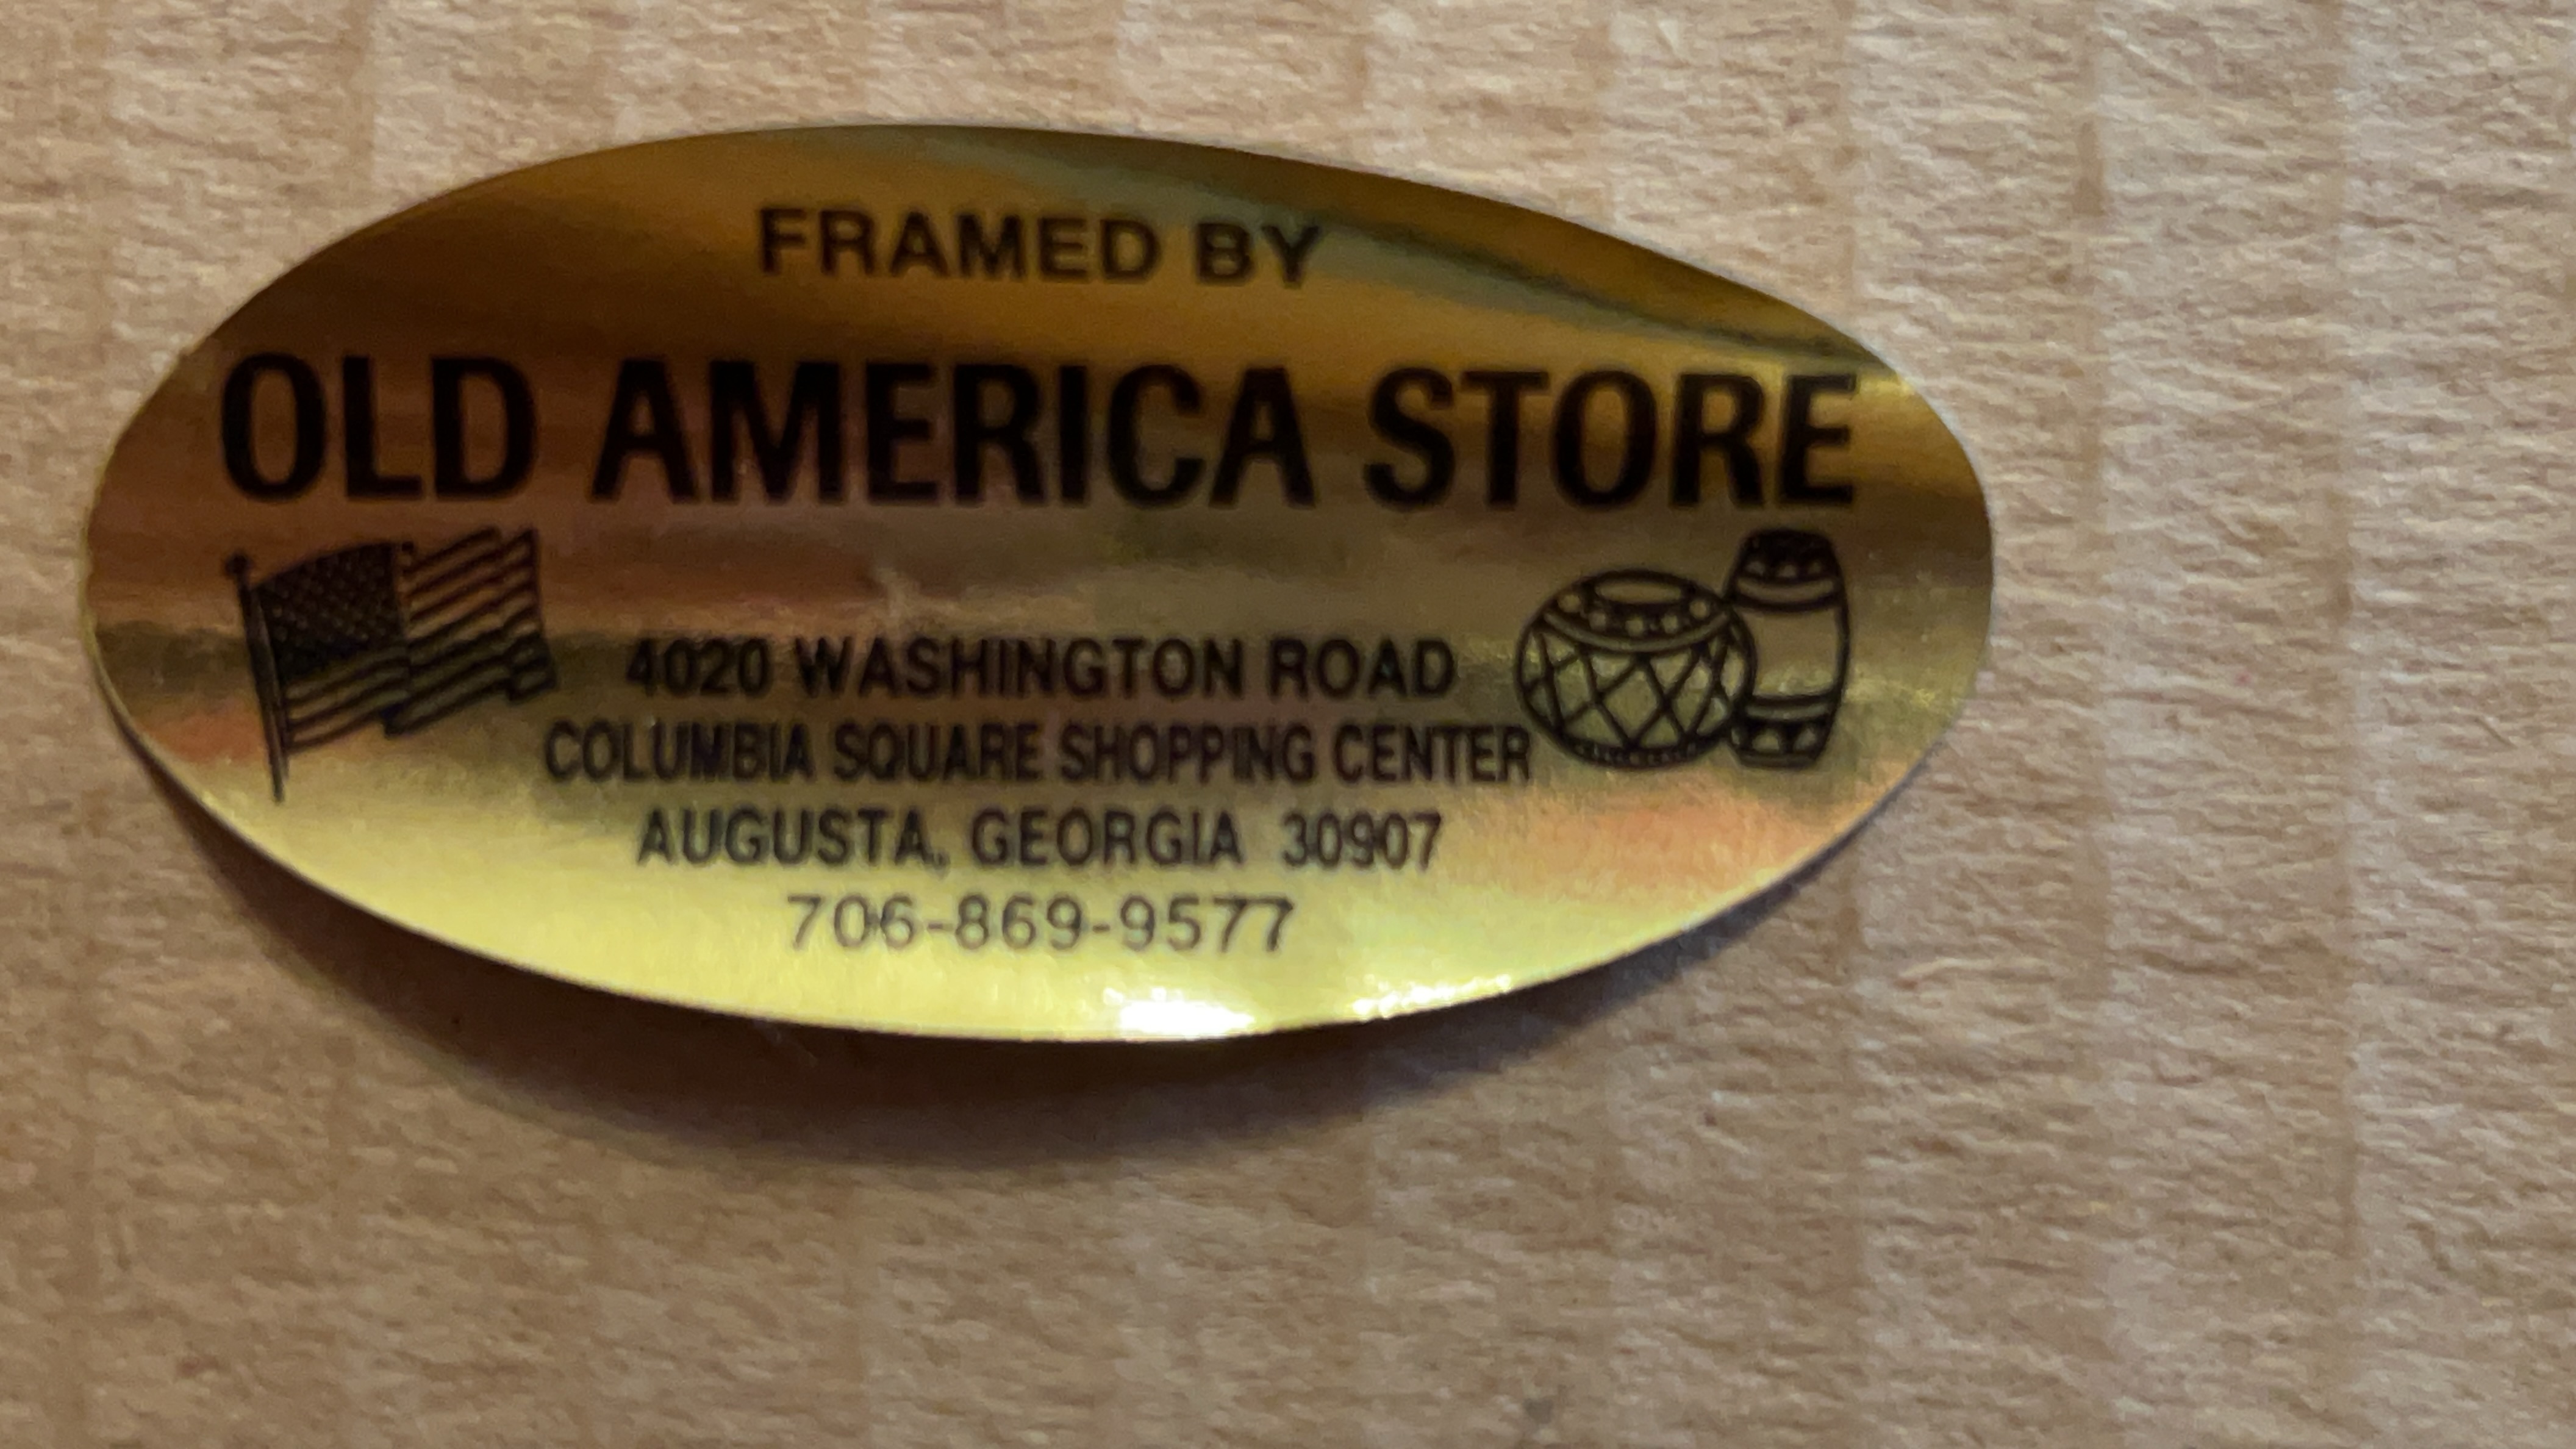 FRAMED BY
OLD AMERICA STORE
4020 WASHINGTON ROAD
COLUMBIA SQUARE SHOPPING CENTER
AUGUSTA, GEORGIA 30907
706-869-9577